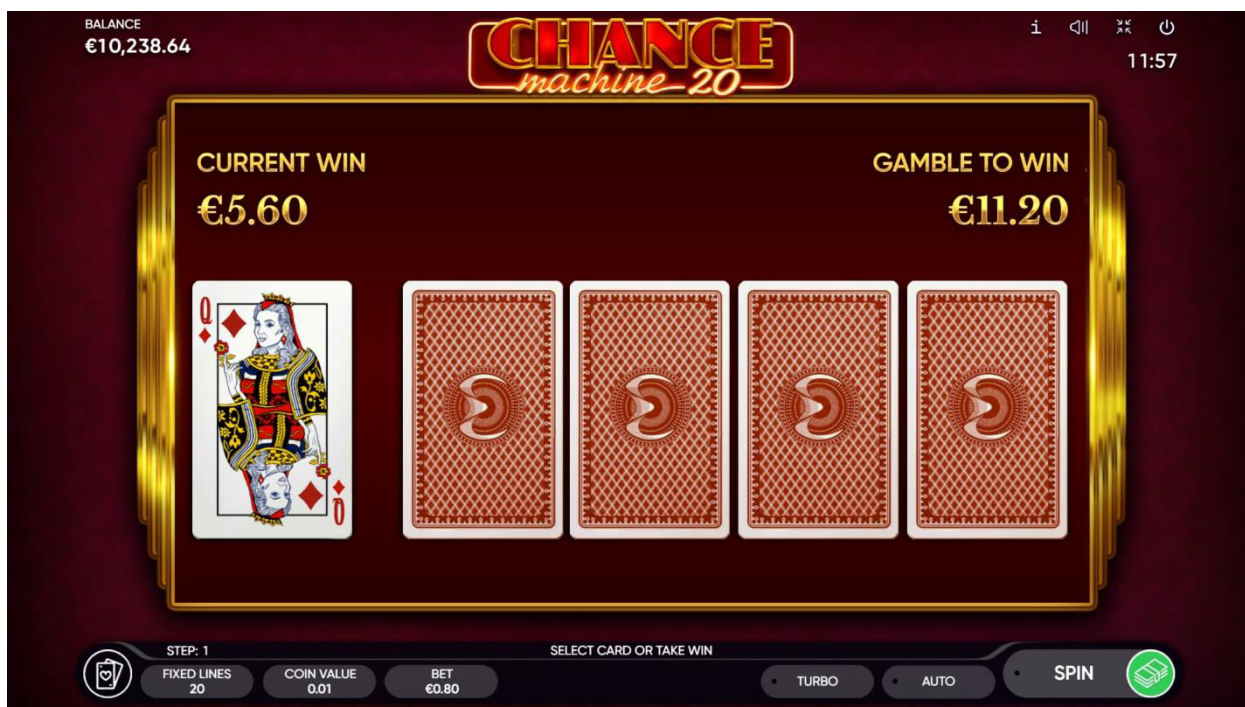 BALANCE
€10,238.64
CHANCE
machine 20
i
11:57
CURRENT WIN
€5.60
GAMBLE TO WIN
€11.20
Q
Q
STEP: 1
SELECT CARD OR TAKE WIN
FIXED LINES
20
COIN VALUE
0.01
BET
€0.80
TURBO
AUTO
SPIN